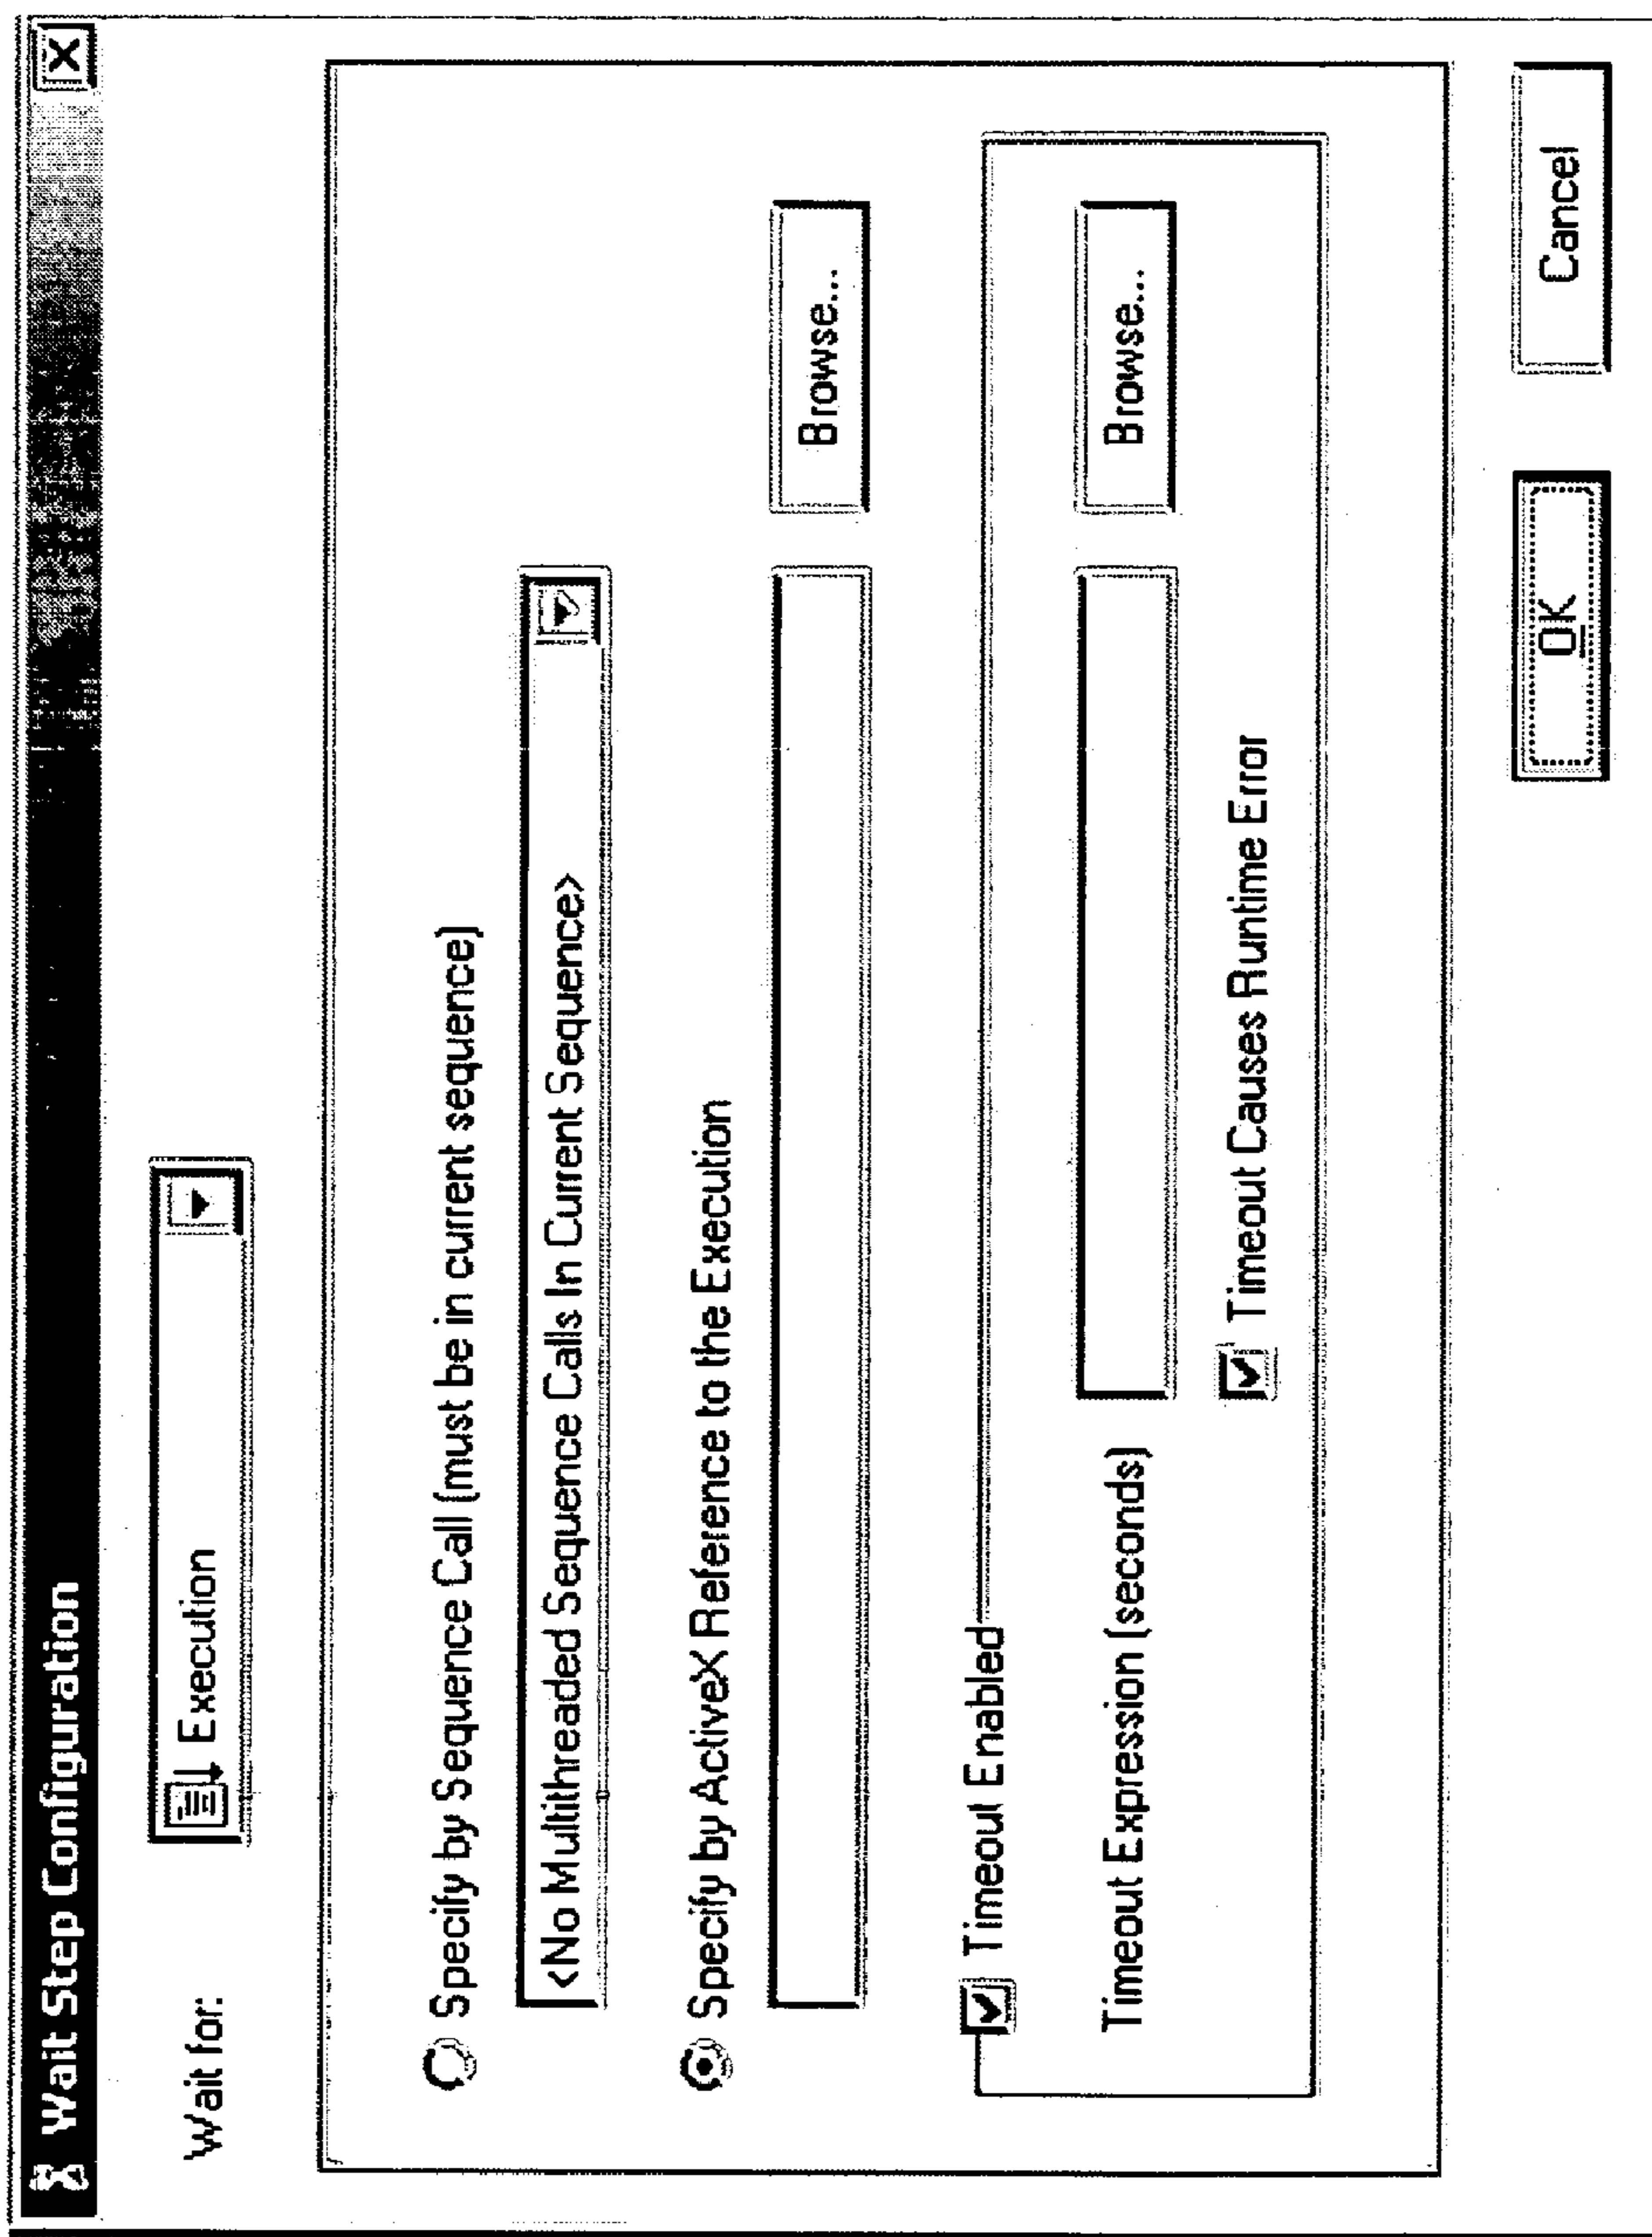 Wait Step Configuration
Wait for: Execution
Specify by Sequence Call (must be in current sequence)
<No Multithreaded Sequence Calls In Current Sequence>
Specify by ActiveX Reference to the Execution
Browse...
Timeout Enabled
Timeout Expression (seconds) Browse...
Timeout Causes Runtime Error
OK Cancel